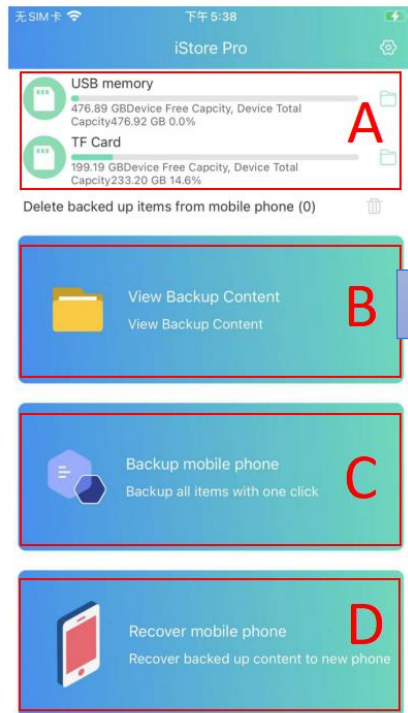 无SIM卡 下午5:38
iStore Pro
USB memory
476.89 GBDevice Free Capcity, Device Total
Capcity476.92 GB 0.0%
A
TF Card
199.19 GBDevice Free Capcity, Device Total
Capcity233.20 GB 14.6%
Delete backed up items from mobile phone (0)
View Backup Content
View Backup Content
B
Backup mobile phone
Backup all items with one click
C
Recover mobile phone
Recover backed up content to new phone
D